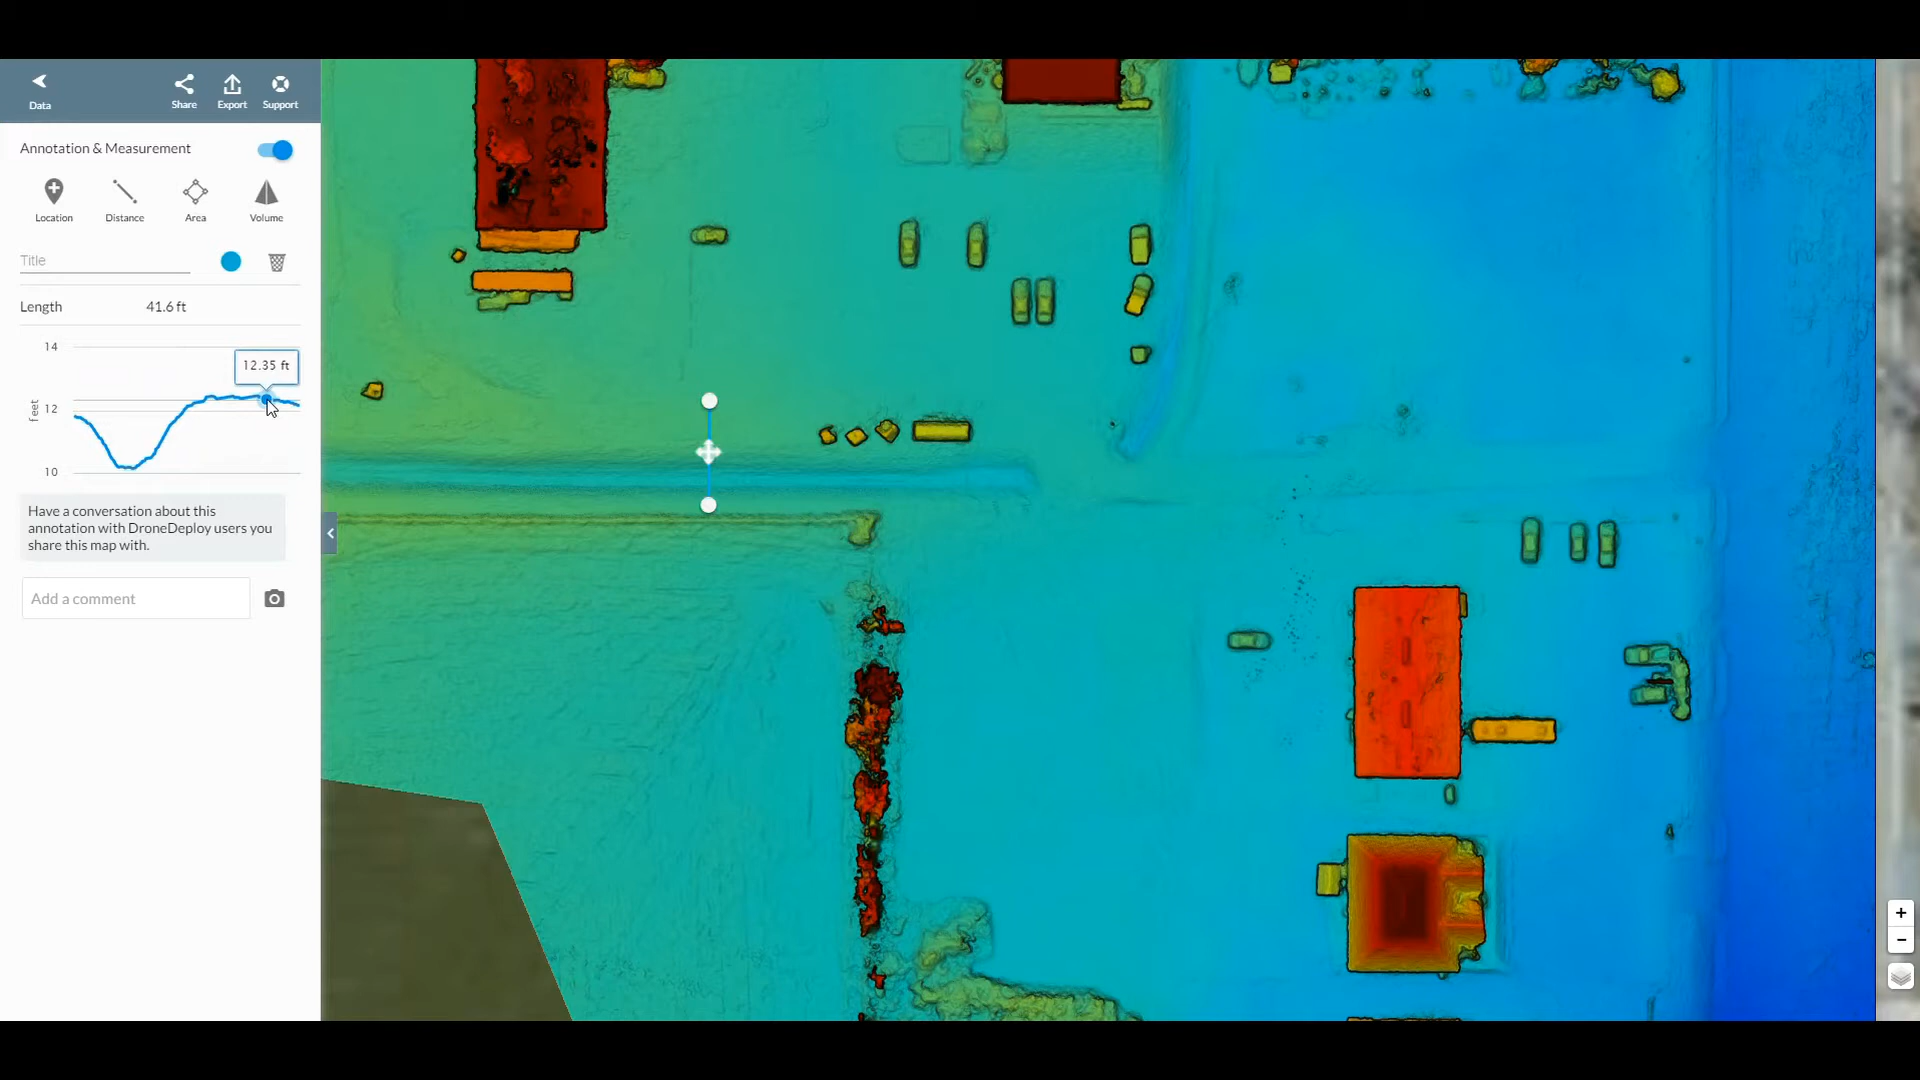 Data
Share
Export
Support
Annotation & Measurement
Location
Distance
Area
Volume
Title
Length 41.6 ft
14
12.35 ft
12
feet
10
Have a conversation about this
annotation with DroneDeploy users you
share this map with.
Add a comment
+
−